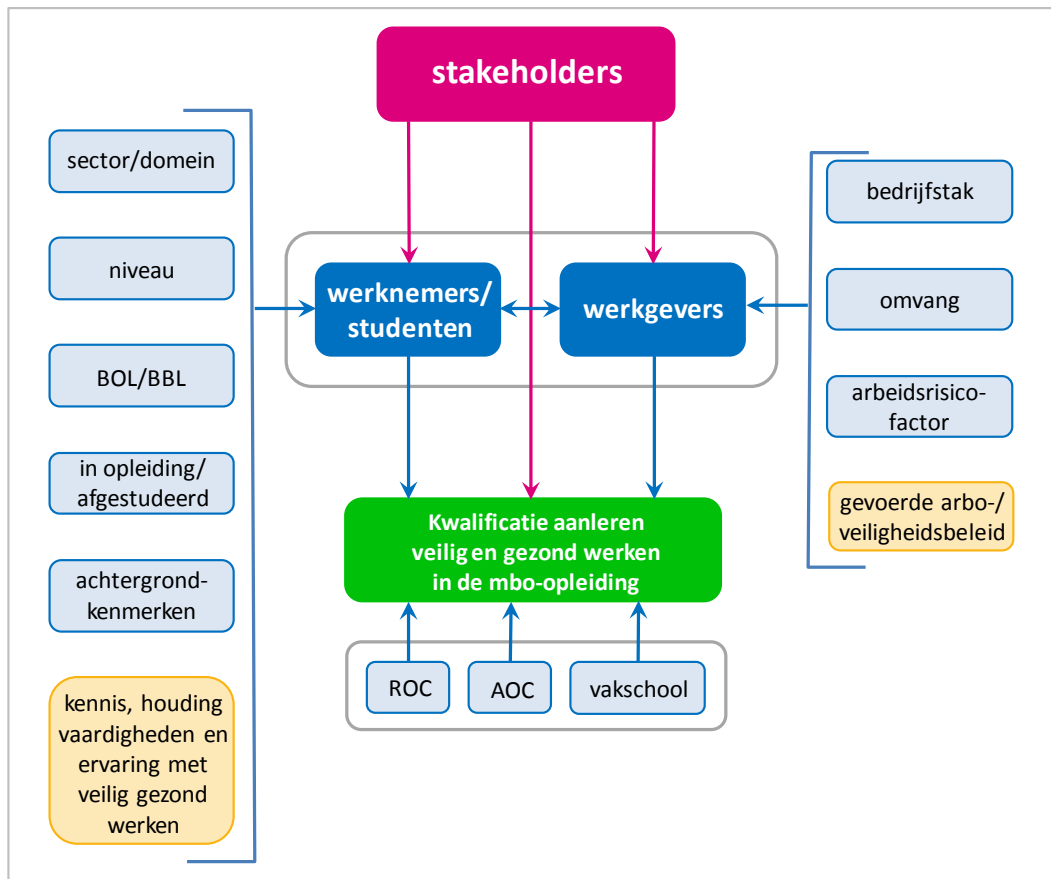 stakeholders
sector/domein
niveau
BOL/BBL
in opleiding/
afgestudeerd
achtergrond-
kenmerken
kennis, houding
vaardigheden en
ervaring met
veilig gezond
werken
werknemers/
studenten
werkgevers
bedrijfstak
omvang
arbeidsrisico-
factor
gevoerde arbo-/
veiligheidsbeleid
Kwalificatie aanleren
veilig en gezond werken
in de mbo-opleiding
ROC
AOC
vakschool